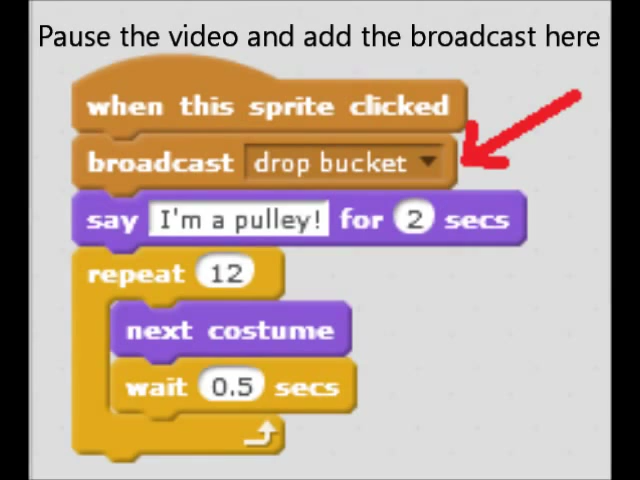 Pause the video and add the broadcast here
when this sprite clicked
broadcast drop bucket
say I'm a pulley! for 2 secs
repeat 12
next costume
wait 0.5 secs